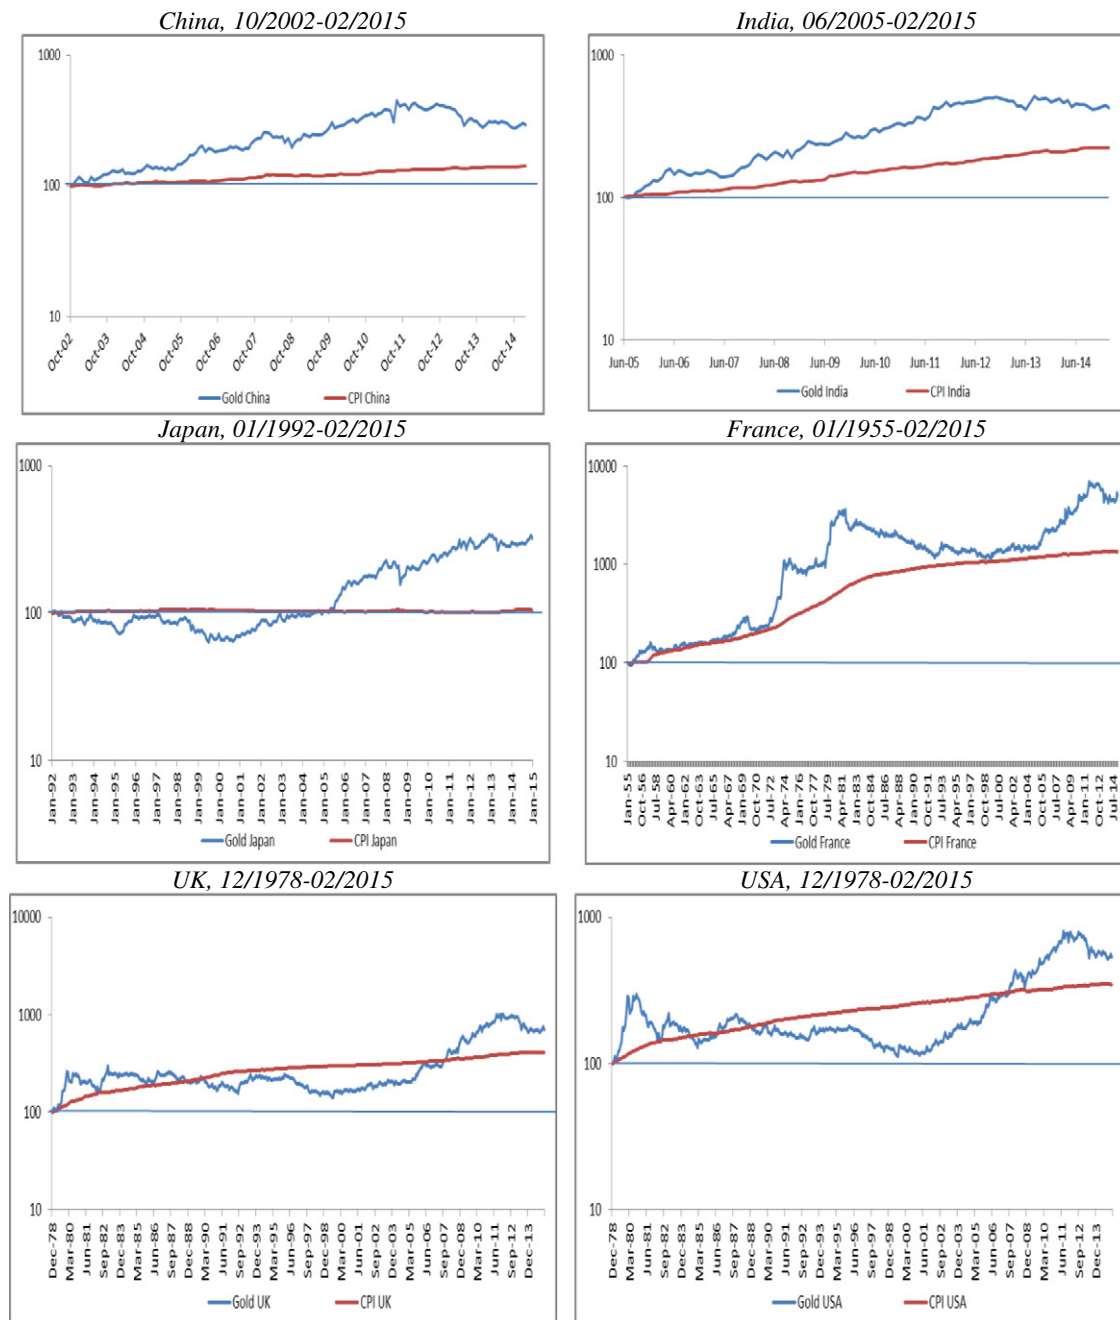 China, 10/2002-02/2015
1000
100
10
Oct-02 Oct-03 Oct-04 Oct-05 Oct-06 Oct-07 Oct-08 Oct-09 Oct-10 Oct-11 Oct-12 Oct-13 Oct-14
Gold China CPI China
India, 06/2005-02/2015
1000
100
10
Jun-05 Jun-06 Jun-07 Jun-08 Jun-09 Jun-10 Jun-11 Jun-12 Jun-13 Jun-14
Gold India CPI India
Japan, 01/1992-02/2015
1000
100
10
Jan-92 Jan-93 Jan-94 Jan-95 Jan-96 Jan-97 Jan-98 Jan-99 Jan-00 Jan-01 Jan-02 Jan-03 Jan-04 Jan-05 Jan-06 Jan-07 Jan-08 Jan-09 Jan-10 Jan-11 Jan-12 Jan-13 Jan-14 Jan-15
Gold Japan CPI Japan
France, 01/1955-02/2015
10000
1000
100
10
Jan-55 Oct-56 Jul-58 Apr-60 Jan-62 Oct-63 Jul-65 Apr-67 Jan-69 Oct-70 Jul-72 Apr-74 Jan-76 Oct-77 Jul-79 Apr-81 Jan-83 Oct-84 Jul-86 Apr-88 Jan-90 Oct-91 Jul-93 Apr-95 Jan-97 Oct-98 Jul-00 Apr-02 Jan-04 Oct-05 Jul-07 Apr-09 Jan-11 Oct-12 Jul-14
Gold France CPI France
UK, 12/1978-02/2015
10000
1000
100
10
Dec-78 Mar-80 Jun-81 Sep-82 Dec-83 Mar-85 Jun-86 Sep-87 Dec-88 Mar-90 Jun-91 Sep-92 Dec-93 Mar-95 Jun-96 Sep-97 Dec-98 Mar-00 Jun-01 Sep-02 Dec-03 Mar-05 Jun-06 Sep-07 Dec-08 Mar-10 Jun-11 Sep-12 Dec-13
Gold UK CPI UK
USA, 12/1978-02/2015
1000
100
10
Dec-78 Mar-80 Jun-81 Sep-82 Dec-83 Mar-85 Jun-86 Sep-87 Dec-88 Mar-90 Jun-91 Sep-92 Dec-93 Mar-95 Jun-96 Sep-97 Dec-98 Mar-00 Jun-01 Sep-02 Dec-03 Mar-05 Jun-06 Sep-07 Dec-08 Mar-10 Jun-11 Sep-12 Dec-13
Gold USA CPI USA